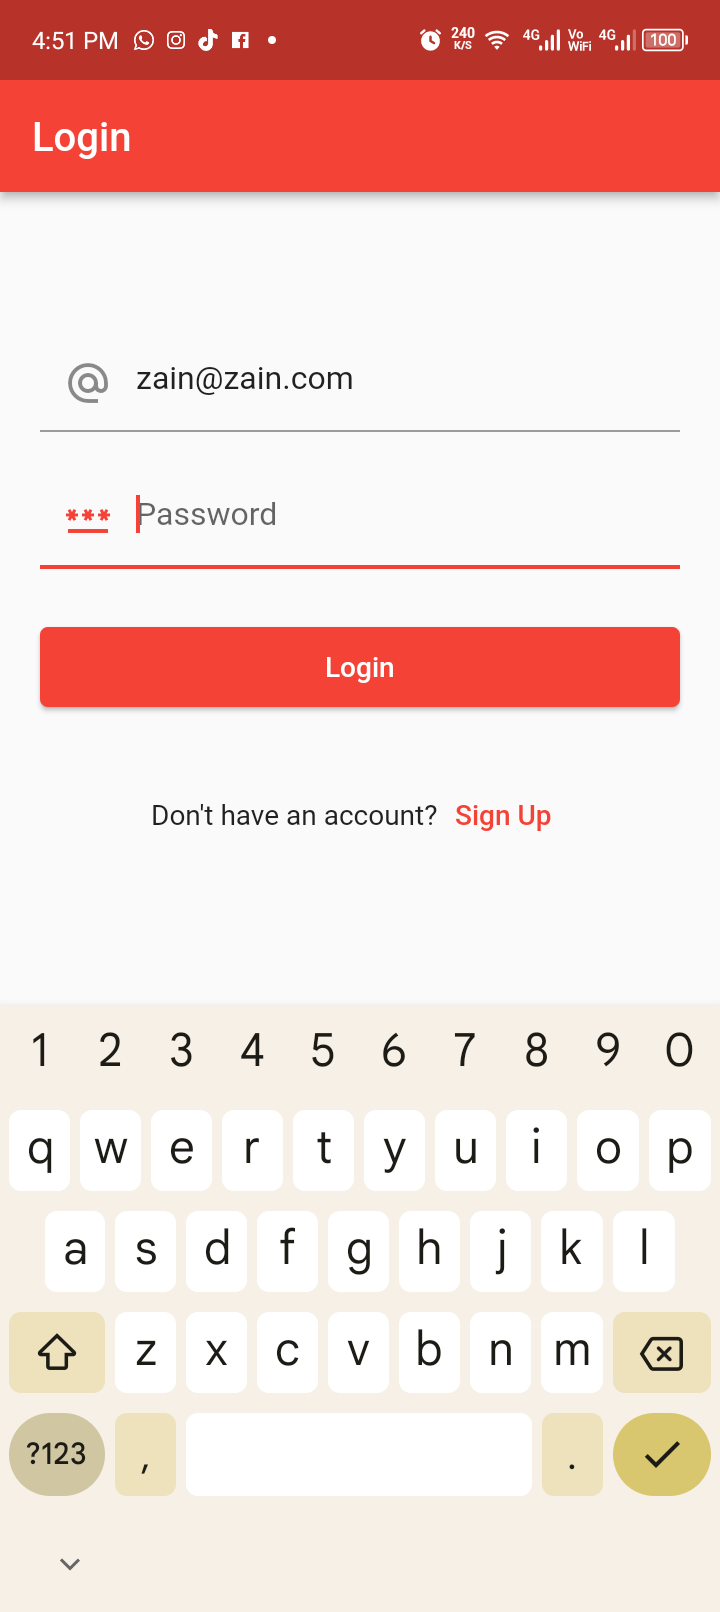 4:51 PM 240 K/S 4G Vo WiFi 4G 100
Login
zain@zain.com
*** Password
Login
Don't have an account? Sign Up
1 2 3 4 5 6 7 8 9 0
q w e r t y u i o p
a s d f g h j k l
z x c v b n m
?123 , .